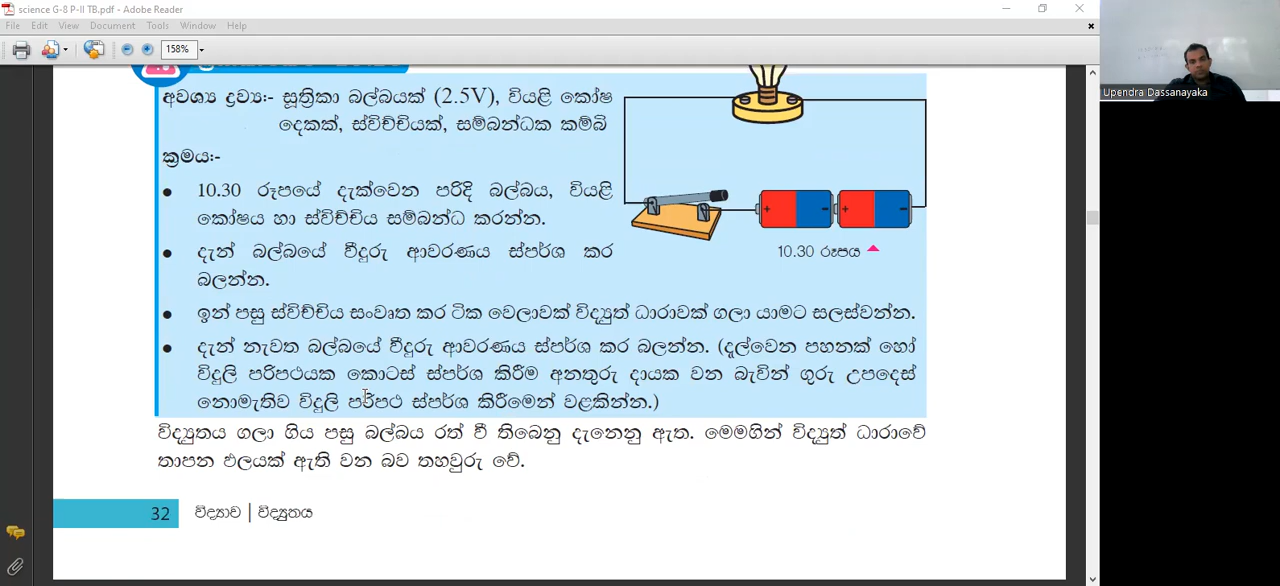 science G-8 P-II TB.pdf - Adobe Reader
File Edit View Document Tools Window Help
158%
Upendra Dassanayaka
අවශ්‍ය ද්‍රව්‍ය:- සූත්‍රිකා බල්බයක් (2.5V), වියළි කෝෂ
දෙකක්, ස්විච්චියක්, සම්බන්ධක කම්බි
ක්‍රමය:-
● 10.30 රූපයේ දැක්වෙන පරිදි බල්බය, වියළි
කෝෂය හා ස්විච්චිය සම්බන්ධ කරන්න.
● දැන් බල්බයේ වීදුරු ආවරණය ස්පර්ශ කර
බලන්න.
10.30 රූපය
● ඉන් පසු ස්විච්චිය සංවෘත කර ටික වෙලාවක් විද්‍යුත් ධාරාවක් ගලා යාමට සලස්වන්න.
● දැන් නැවත බල්බයේ වීදුරු ආවරණය ස්පර්ශ කර බලන්න. (දැල්වෙන පහනක් හෝ
විදුලි පරිපථයක කොටස් ස්පර්ශ කිරීම අනතුරු දායක වන බැවින් ගුරු උපදෙස්
නොමැතිව විදුලි පරිපථ ස්පර්ශ කිරීමෙන් වළකින්න.)
විද්‍යුතය ගලා ගිය පසු බල්බය රත් වී තිබෙනු දැනෙනු ඇත. මෙමගින් විද්‍යුත් ධාරාවේ
තාපන ඵලයක් ඇති වන බව තහවුරු වේ.
32 විද්‍යාව | විද්‍යුතය